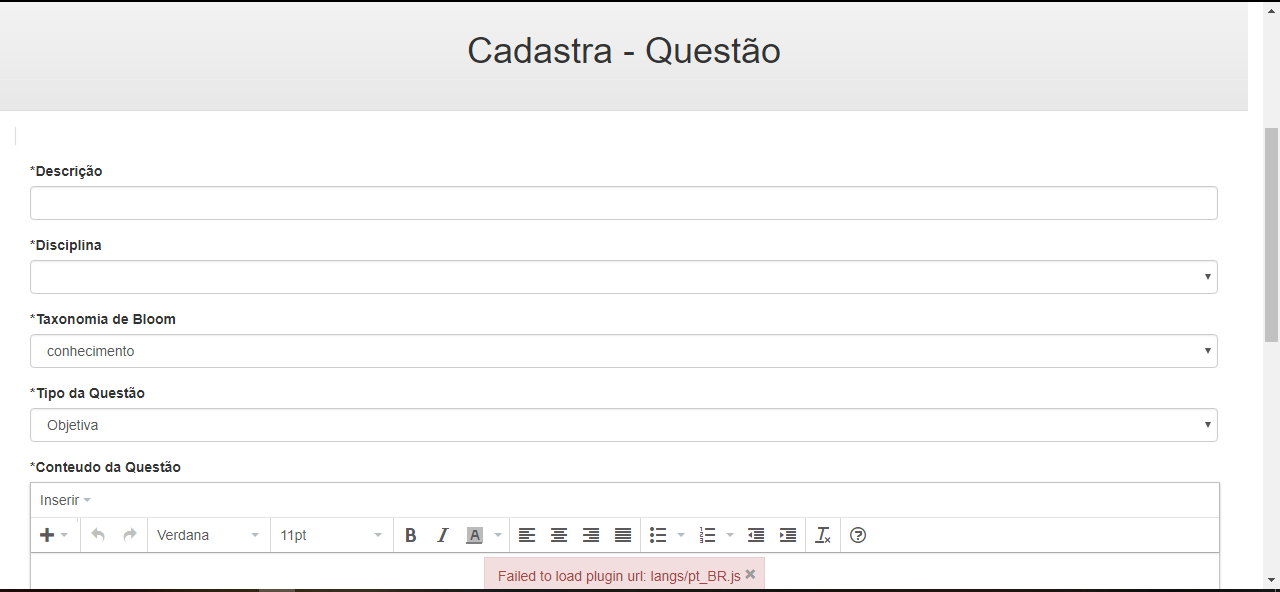 Cadastra - Questão
*Descrição
*Disciplina
*Taxonomia de Bloom
conhecimento
*Tipo da Questão
Objetiva
*Conteudo da Questão
Inserir
Verdana 11pt B I A
Failed to load plugin url: langs/pt_BR.js